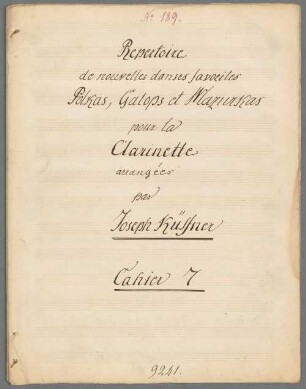 No. 189.
Repertoire
de nouvelles danses favorites
Polkas, Galops et Mazurkas
pour la
Clarinette
arrangées
par
Joseph Küffner
Cahier 7
9241.